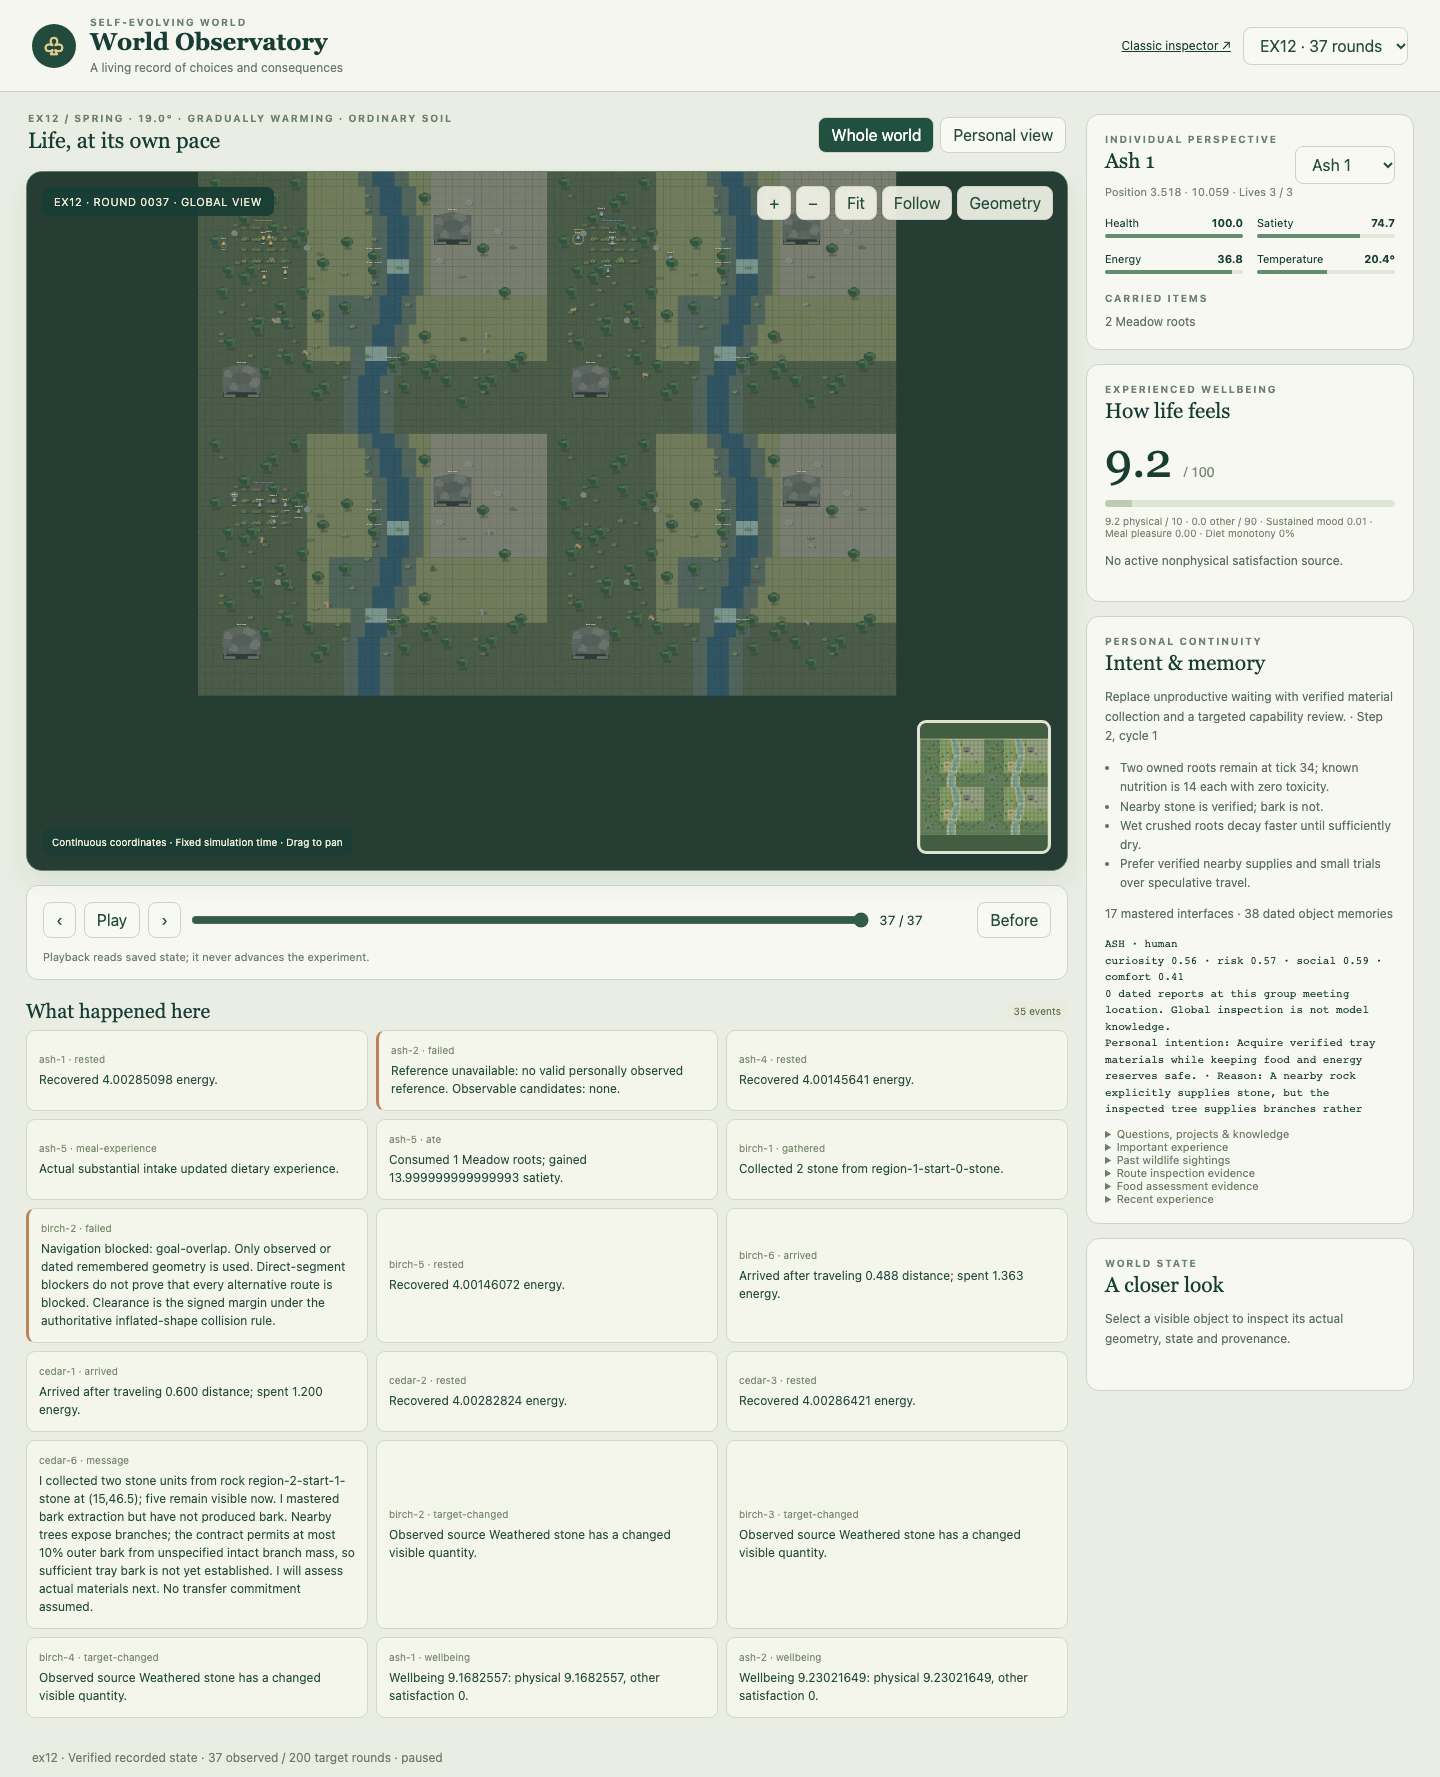 SELF-EVOLVING WORLD
World Observatory
A living record of choices and consequences
Classic inspector ↗
EX12 · 37 rounds
EX12 / SPRING · 19.0° · GRADUALLY WARMING · ORDINARY SOIL
Life, at its own pace
Whole world
Personal view
EX12 · ROUND 0037 · GLOBAL VIEW
+
−
Fit
Follow
Geometry
Continuous coordinates · Fixed simulation time · Drag to pan
‹
Play
›
37 / 37
Before
Playback reads saved state; it never advances the experiment.
What happened here
35 events
ash-1 · rested
Recovered 4.00285098 energy.
ash-2 · failed
Reference unavailable: no valid personally observed
reference. Observable candidates: none.
ash-4 · rested
Recovered 4.00145641 energy.
ash-5 · meal-experience
Actual substantial intake updated dietary experience.
ash-5 · ate
Consumed 1 Meadow roots; gained
13.999999999999993 satiety.
birch-1 · gathered
Collected 2 stone from region-1-start-0-stone.
birch-2 · failed
Navigation blocked: goal-overlap. Only observed or
dated remembered geometry is used. Direct-segment
blockers do not prove that every alternative route is
blocked. Clearance is the signed margin under the
authoritative inflated-shape collision rule.
birch-5 · rested
Recovered 4.00146072 energy.
birch-6 · arrived
Arrived after traveling 0.488 distance; spent 1.363
energy.
cedar-1 · arrived
Arrived after traveling 0.600 distance; spent 1.200
energy.
cedar-2 · rested
Recovered 4.00282824 energy.
cedar-3 · rested
Recovered 4.00286421 energy.
cedar-6 · message
I collected two stone units from rock region-2-start-1-
stone at (15,46.5); five remain visible now. I mastered
bark extraction but have not produced bark. Nearby
trees expose branches; the contract permits at most
10% outer bark from unspecified intact branch mass, so
sufficient tray bark is not yet established. I will assess
actual materials next. No transfer commitment
assumed.
birch-2 · target-changed
Observed source Weathered stone has a changed
visible quantity.
birch-3 · target-changed
Observed source Weathered stone has a changed
visible quantity.
birch-4 · target-changed
Observed source Weathered stone has a changed
visible quantity.
ash-1 · wellbeing
Wellbeing 9.1682557: physical 9.1682557, other
satisfaction 0.
ash-2 · wellbeing
Wellbeing 9.23021649: physical 9.23021649, other
satisfaction 0.
ex12 · Verified recorded state · 37 observed / 200 target rounds · paused
INDIVIDUAL PERSPECTIVE
Ash 1
Ash 1
Position 3.518 · 10.059 · Lives 3 / 3
Health 100.0
Satiety 74.7
Energy 36.8
Temperature 20.4°
CARRIED ITEMS
2 Meadow roots
EXPERIENCED WELLBEING
How life feels
9.2 / 100
9.2 physical / 10 · 0.0 other / 90 · Sustained mood 0.01 ·
Meal pleasure 0.00 · Diet monotony 0%
No active nonphysical satisfaction source.
PERSONAL CONTINUITY
Intent & memory
Replace unproductive waiting with verified material
collection and a targeted capability review. · Step
2, cycle 1
• Two owned roots remain at tick 34; known
nutrition is 14 each with zero toxicity.
• Nearby stone is verified; bark is not.
• Wet crushed roots decay faster until sufficiently
dry.
• Prefer verified nearby supplies and small trials
over speculative travel.
17 mastered interfaces · 38 dated object memories
ASH · human
curiosity 0.56 · risk 0.57 · social 0.59 ·
comfort 0.41
0 dated reports at this group meeting
location. Global inspection is not model
knowledge.
Personal intention: Acquire verified tray
materials while keeping food and energy
reserves safe. · Reason: A nearby rock
explicitly supplies stone, but the
inspected tree supplies branches rather
▶ Questions, projects & knowledge
▶ Important experience
▶ Past wildlife sightings
▶ Route inspection evidence
▶ Food assessment evidence
▶ Recent experience
WORLD STATE
A closer look
Select a visible object to inspect its actual
geometry, state and provenance.